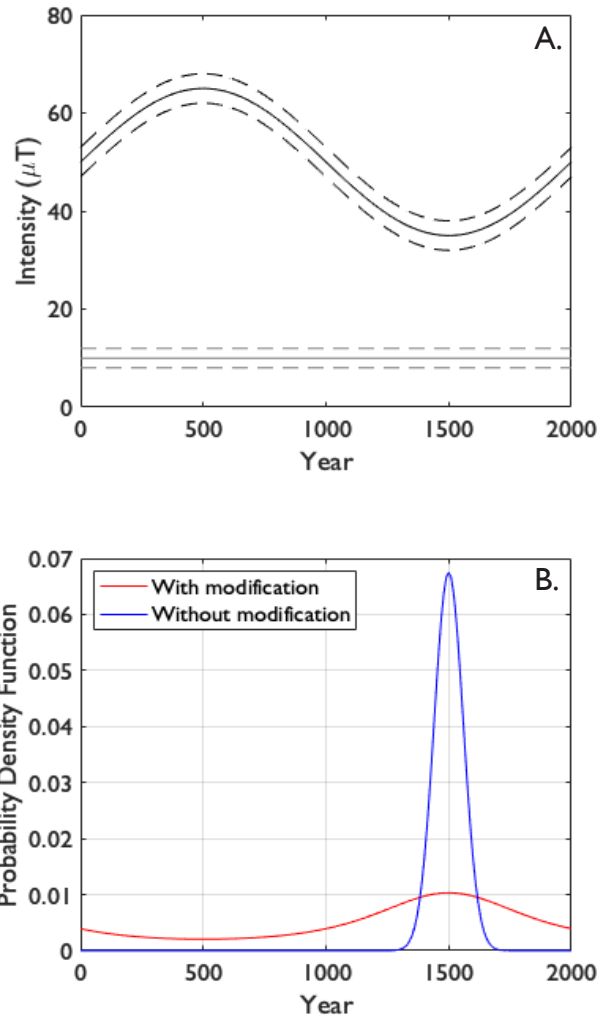 A.
80
60
40
20
0
Intensity (μT)
0 500 1000 1500 2000
Year
B.
With modification
Without modification
0.07
0.06
0.05
0.04
0.03
0.02
0.01
0
Probability Density Function
0 500 1000 1500 2000
Year